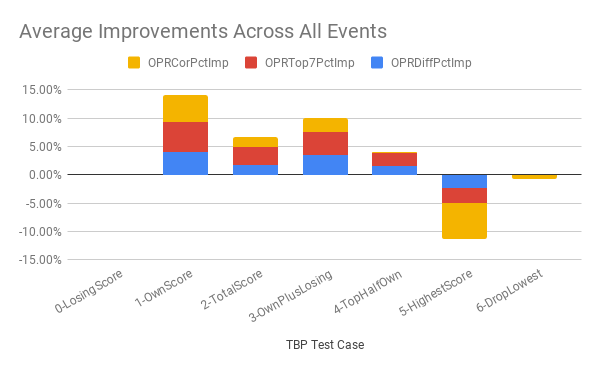 Average Improvements Across All Events
OPRCorPctImp OPRTop7PctImp OPRDiffPctImp
15.00%
10.00%
5.00%
0.00%
-5.00%
-10.00%
-15.00%
0-LosingScore
1-OwnScore
2-TotalScore
3-OwnPlusLosing
4-TopHalfOwn
5-HighestScore
6-DropLowest
TBP Test Case